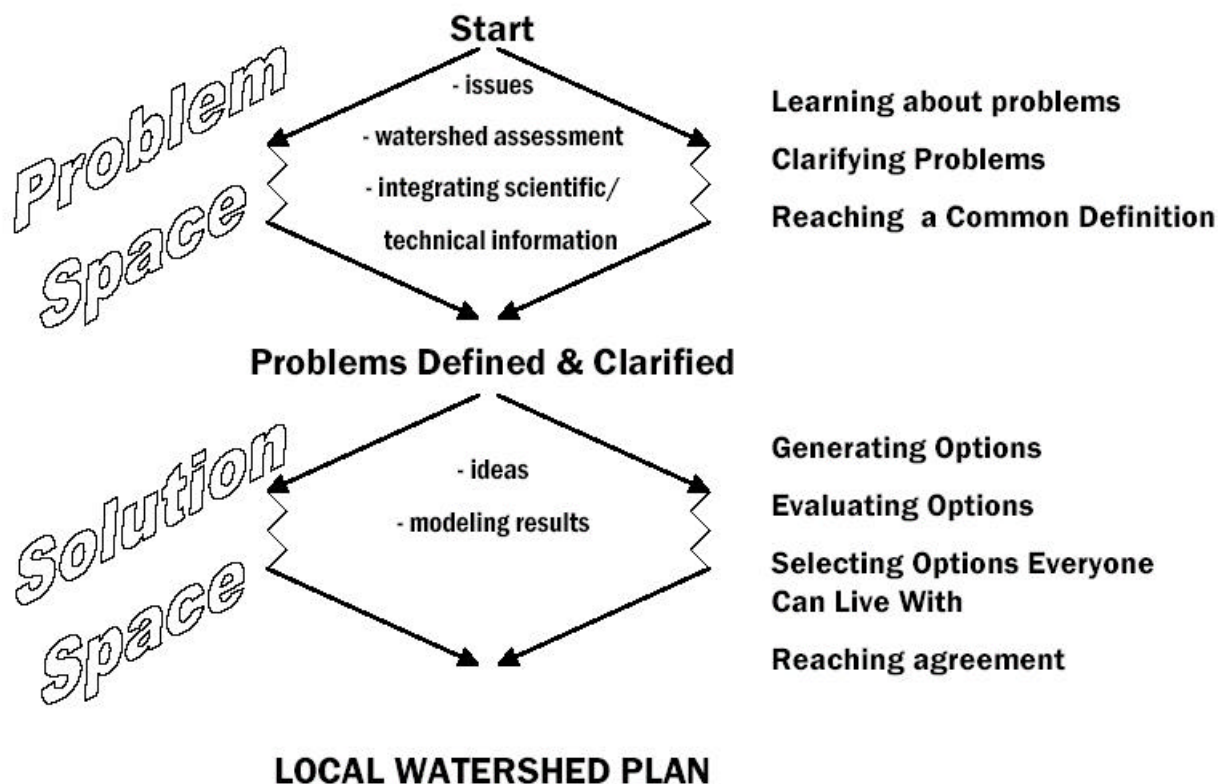 Start
Problem
Space
- issues
- watershed assessment
- integrating scientific/
technical information
Learning about problems
Clarifying Problems
Reaching a Common Definition
Problems Defined & Clarified
Solution
Space
- ideas
- modeling results
Generating Options
Evaluating Options
Selecting Options Everyone
Can Live With
Reaching agreement
LOCAL WATERSHED PLAN